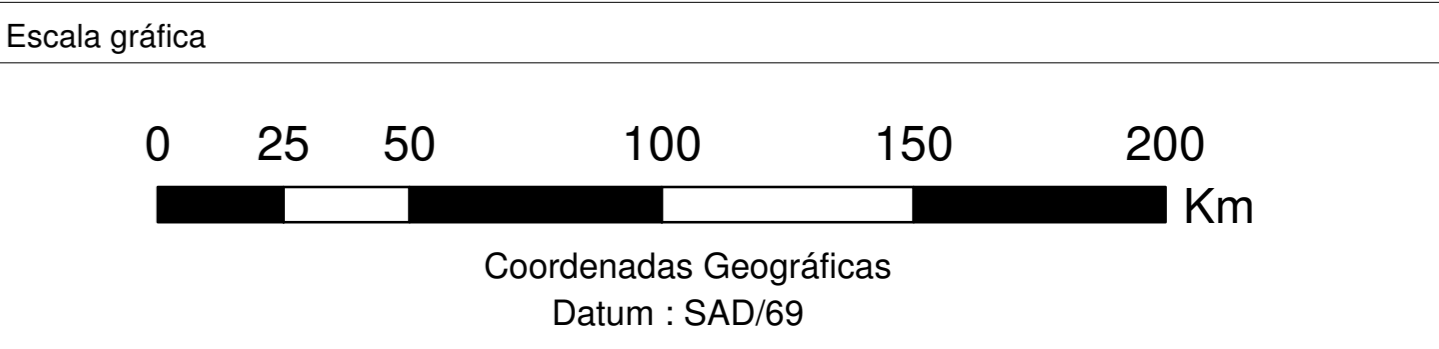 Escala gráfica
0 25 50 100 150 200
Km
Coordenadas Geográficas
Datum : SAD/69